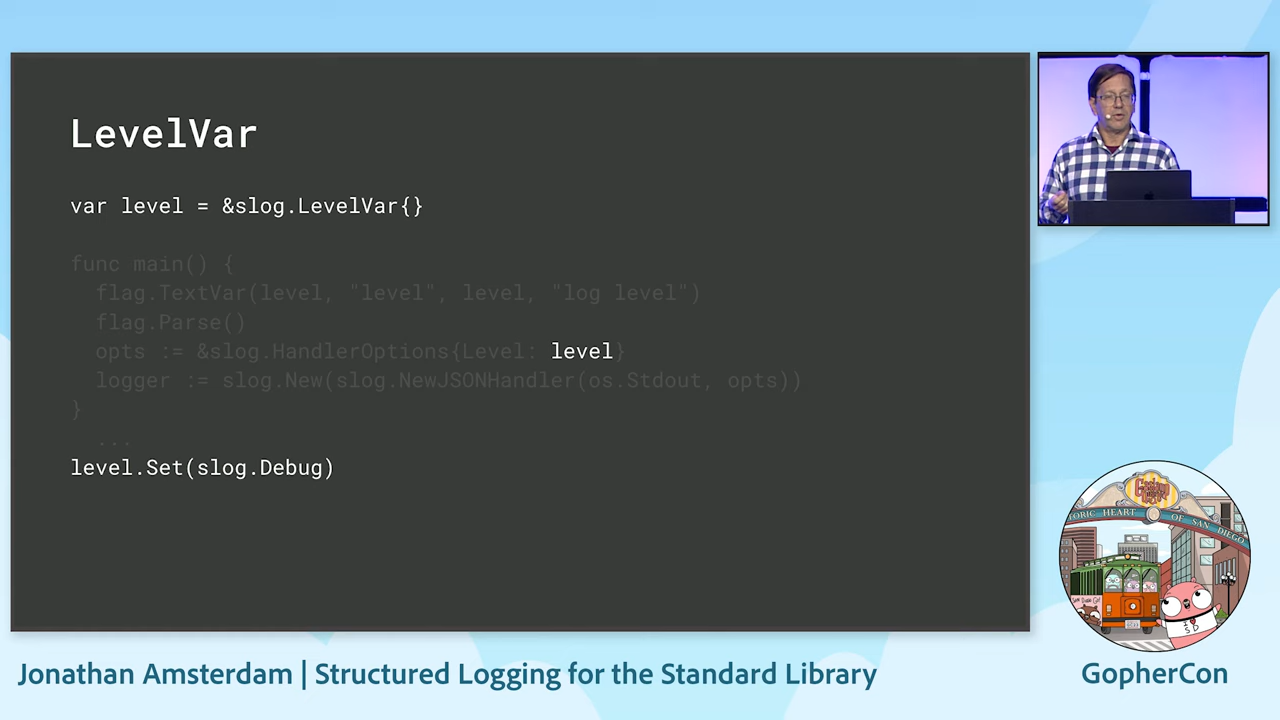 LevelVar
var level = &slog.LevelVar{}
func main() {
flag.TextVar(level, "level", level, "log level")
flag.Parse()
opts := &slog.HandlerOptions{Level: level}
logger := slog.New(slog.NewJSONHandler(os.Stdout, opts))
}
...
level.Set(slog.Debug)
TORIC HEART OF SAN DIEGO
SD
Jonathan Amsterdam | Structured Logging for the Standard Library
GopherCon